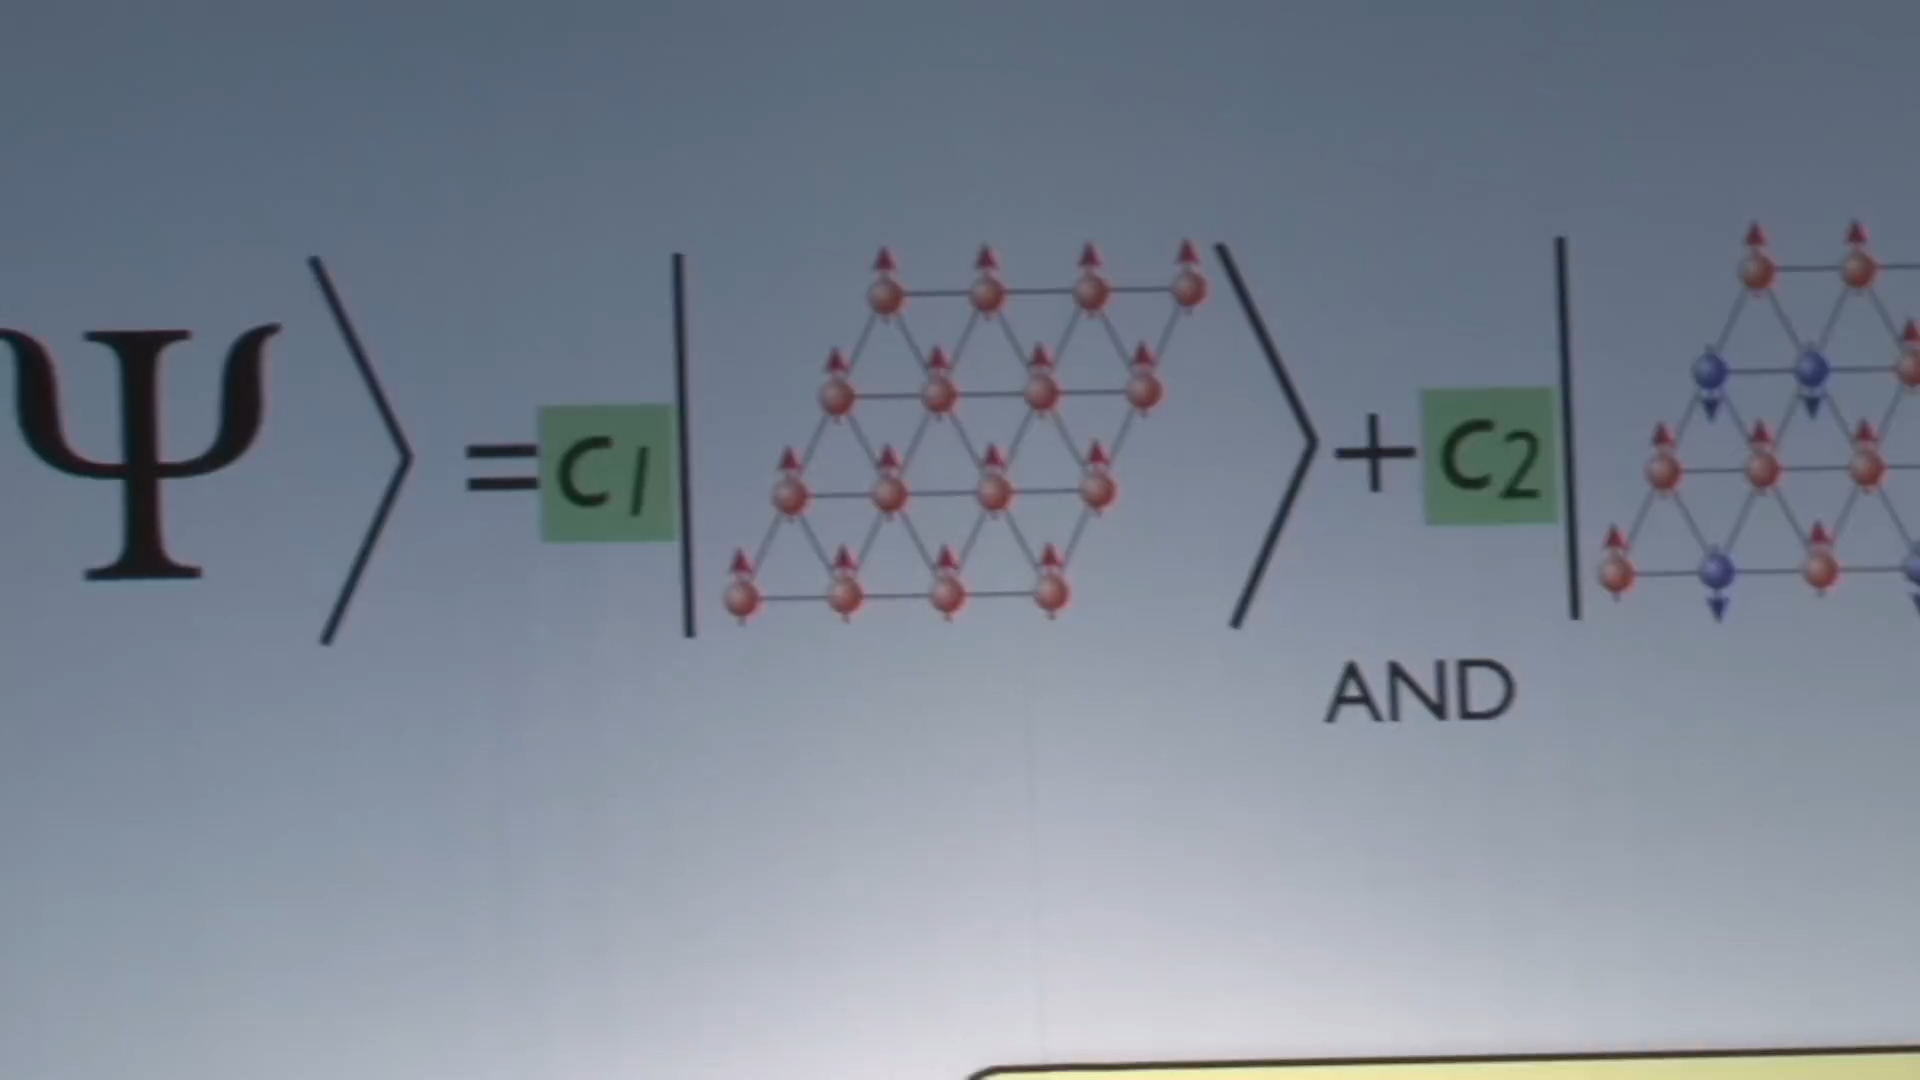 Ψ⟩ = C1 | ⟩ + C2 |
AND